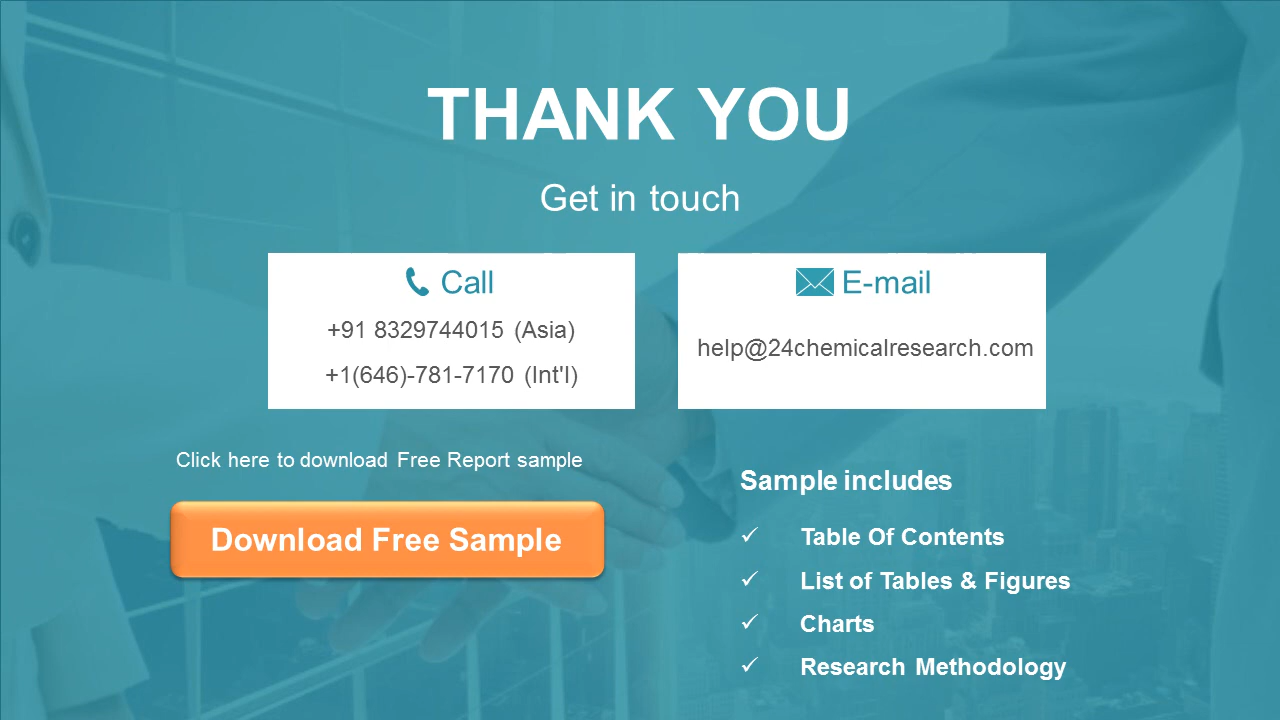 THANK YOU
Get in touch
Call
+91 8329744015 (Asia)
+1(646)-781-7170 (Int'l)
E-mail
help@24chemicalresearch.com
Click here to download Free Report sample
Download Free Sample
Sample includes
✓ Table Of Contents
✓ List of Tables & Figures
✓ Charts
✓ Research Methodology